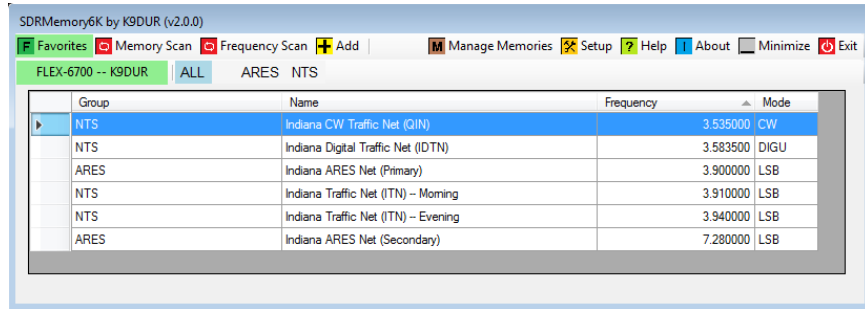 SDRMemory6K by K9DUR (v2.0.0)
F Favorites Memory Scan Frequency Scan Add M Manage Memories Setup ? Help I About Minimize Exit
FLEX-6700 -- K9DUR ALL ARES NTS
Group Name Frequency Mode
NTS Indiana CW Traffic Net (QIN) 3.535000 CW
NTS Indiana Digital Traffic Net (IDTN) 3.583500 DIGU
ARES Indiana ARES Net (Primary) 3.900000 LSB
NTS Indiana Traffic Net (ITN) -- Morning 3.910000 LSB
NTS Indiana Traffic Net (ITN) -- Evening 3.940000 LSB
ARES Indiana ARES Net (Secondary) 7.280000 LSB